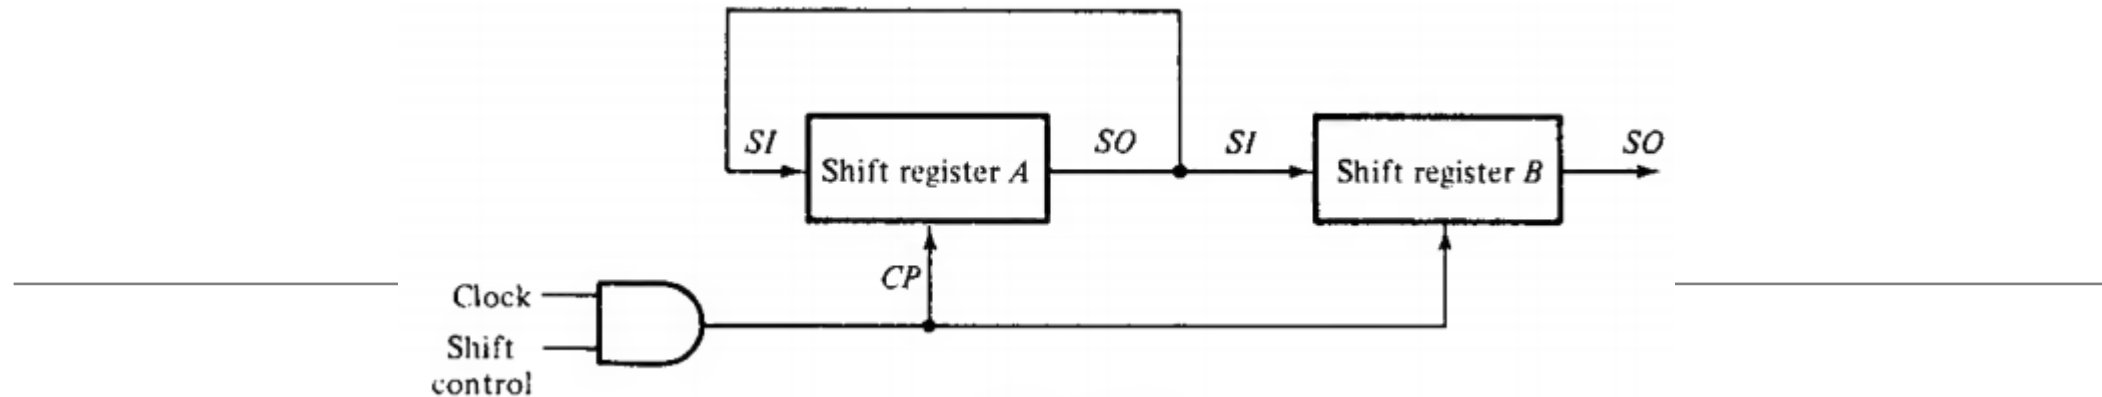 SI
Shift register A
SO
SI
Shift register B
SO
CP
Clock
Shift
control